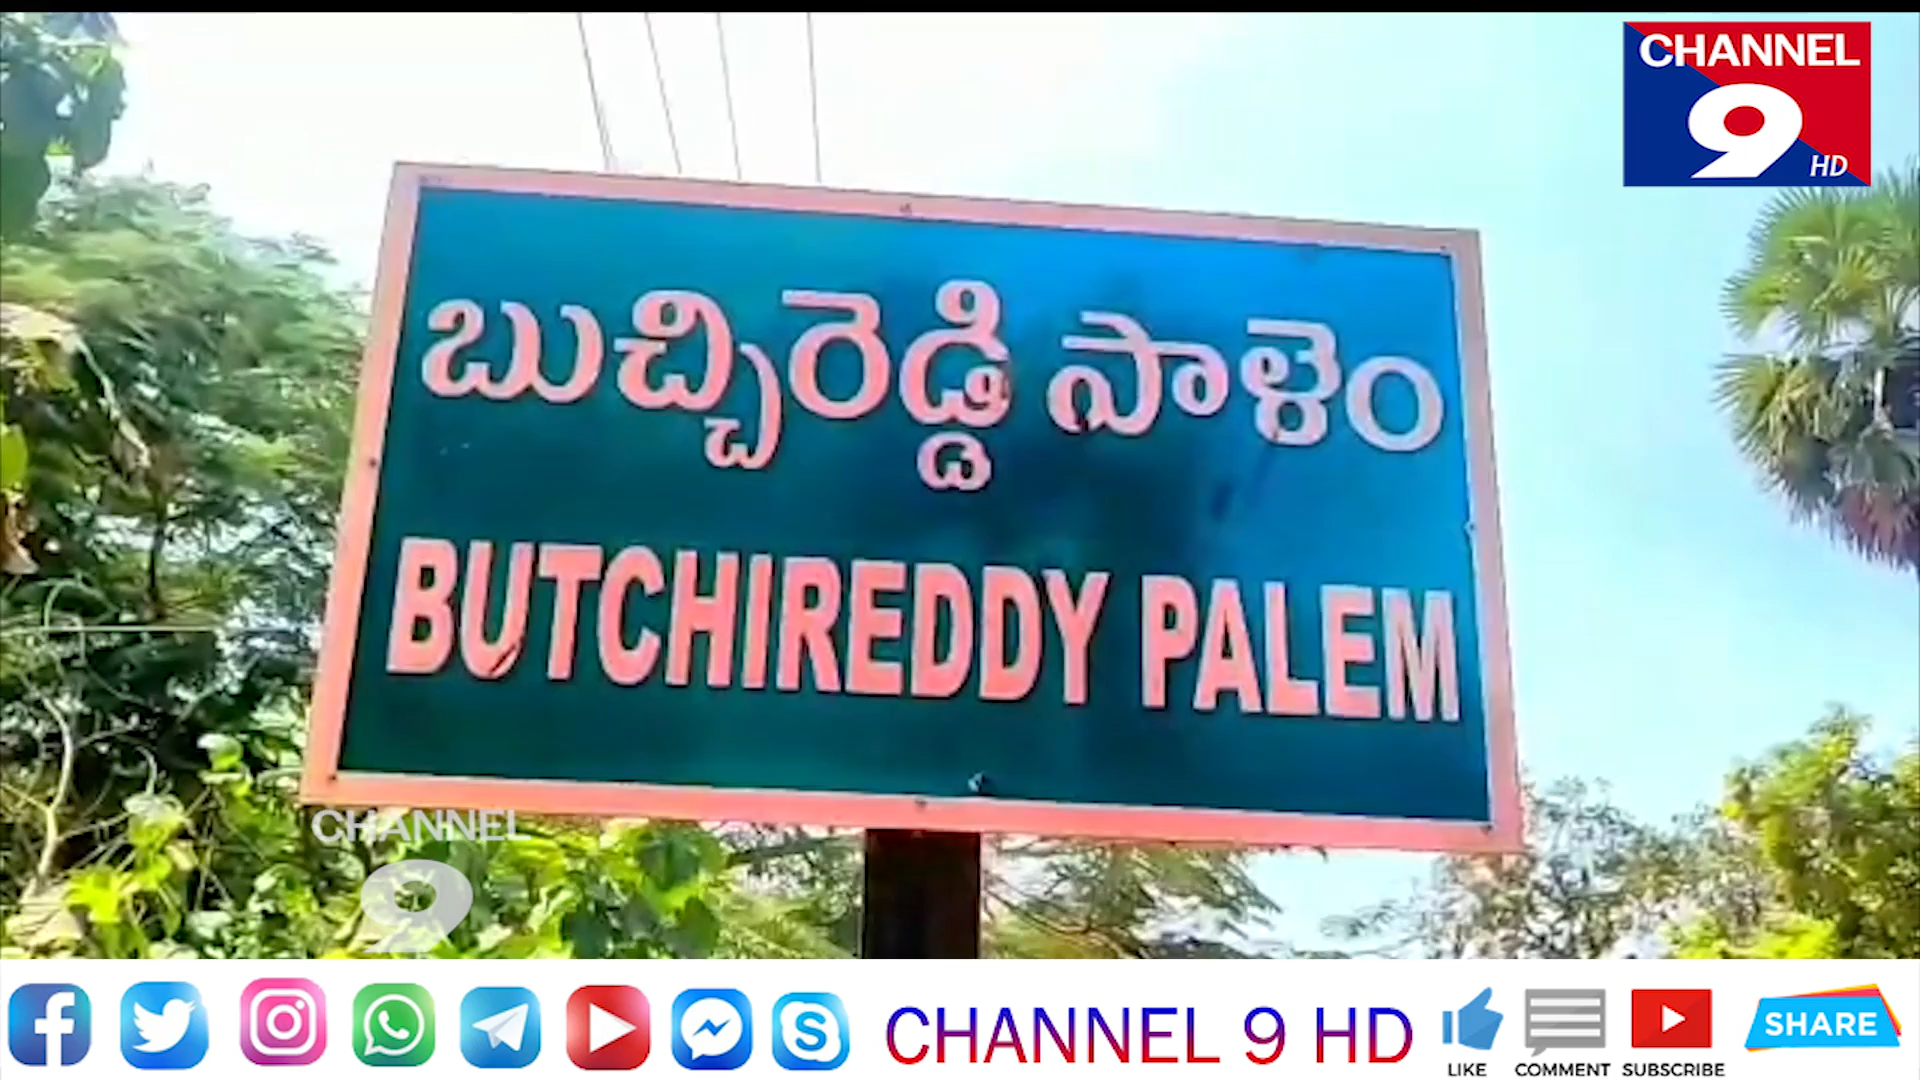 CHANNEL
9
HD
బుచ్చిరెడ్డి పాళెం
BUTCHIREDDY PALEM
CHANNEL
9
CHANNEL 9 HD
LIKE
COMMENT
SUBSCRIBE
SHARE